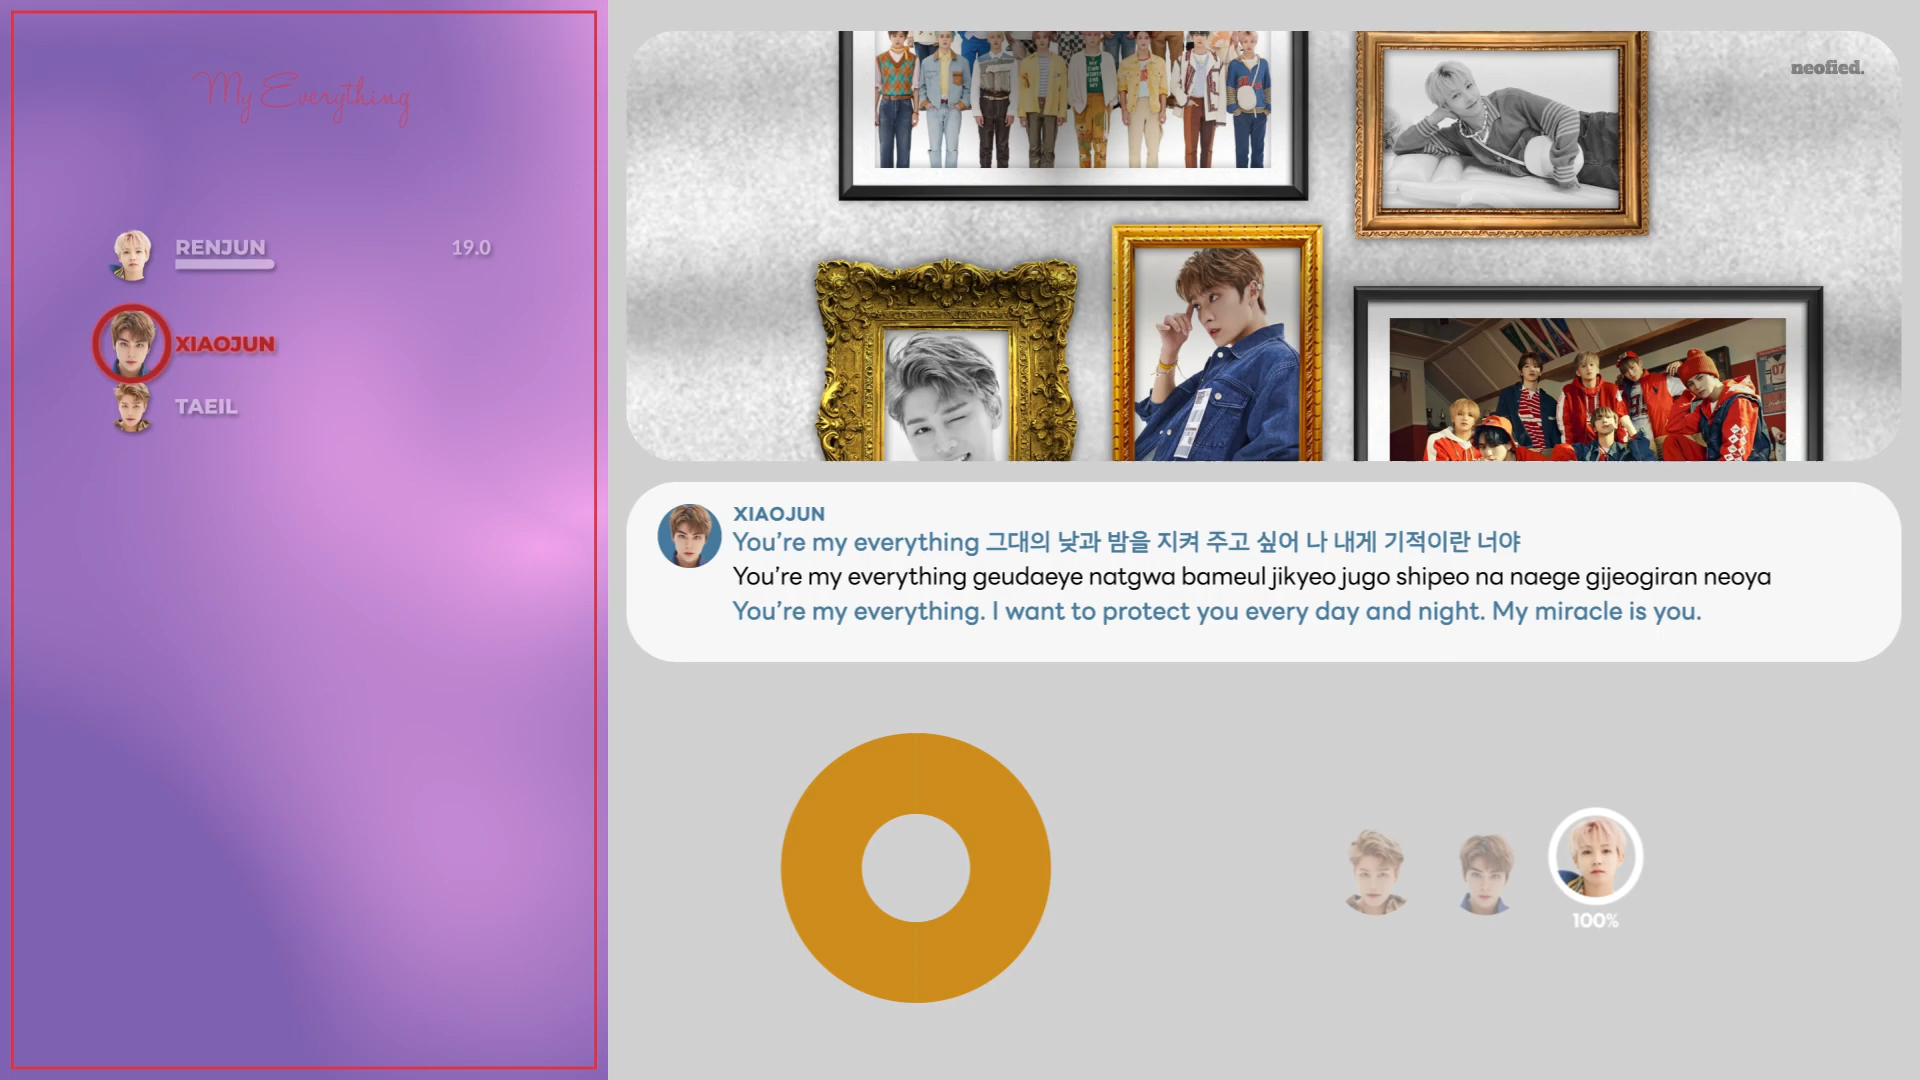 My Everything
RENJUN 19.0
XIAOJUN
TAEIL
neofied.
XIAOJUN
You're my everything 그대의 낮과 밤을 지켜 주고 싶어 나 내게 기적이란 너야
You're my everything geudaeye natgwa bameul jikyeo jugo shipeo na naege gijeogiran neoya
You're my everything. I want to protect you every day and night. My miracle is you.
100%